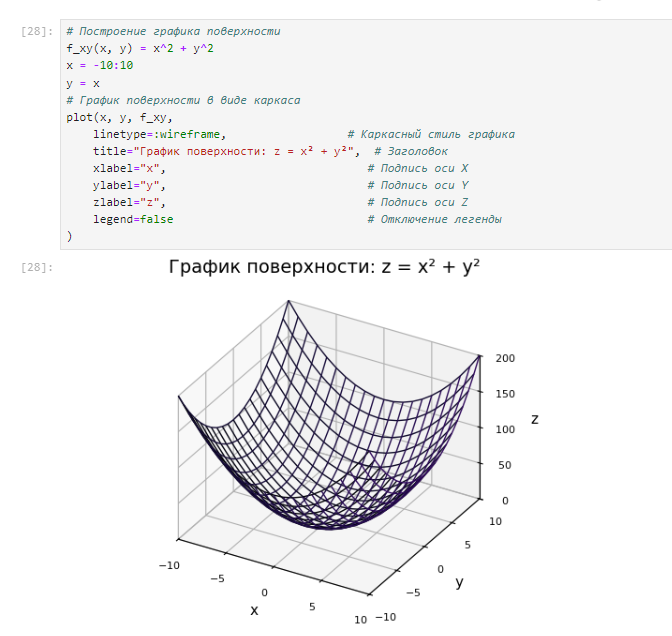 [28]: # Построение графика поверхности
f_xy(x, y) = x^2 + y^2
x = -10:10
y = x
# График поверхности в виде каркаса
plot(x, y, f_xy,
linetype=:wireframe, # Каркасный стиль графика
title="График поверхности: z = x² + y²", # Заголовок
xlabel="x", # Подпись оси X
ylabel="y", # Подпись оси Y
zlabel="z", # Подпись оси Z
legend=false # Отключение легенды
)
[28]: График поверхности: z = x² + y²
200
150
z
100
50
0
10
5
0
y
−5
−10
−10
−5
0
5
10
x